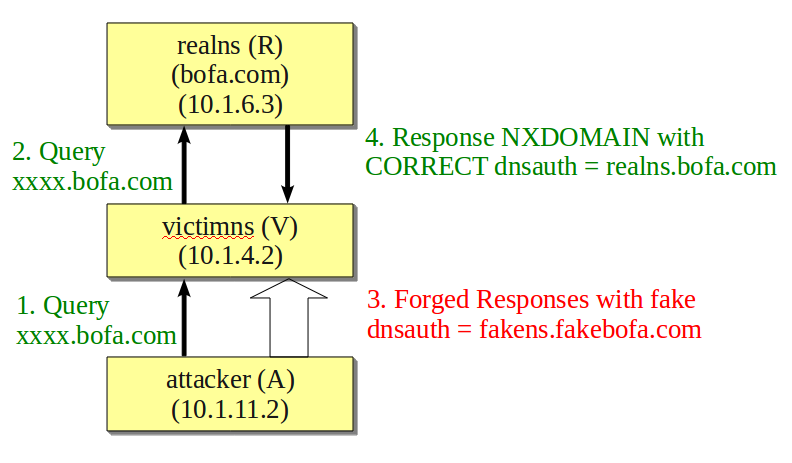 realns (R)
(bofa.com)
(10.1.6.3)
2. Query
xxxx.bofa.com
4. Response NXDOMAIN with
CORRECT dnsauth = realns.bofa.com
victimns (V)
(10.1.4.2)
1. Query
xxxx.bofa.com
3. Forged Responses with fake
dnsauth = fakens.fakebofa.com
attacker (A)
(10.1.11.2)